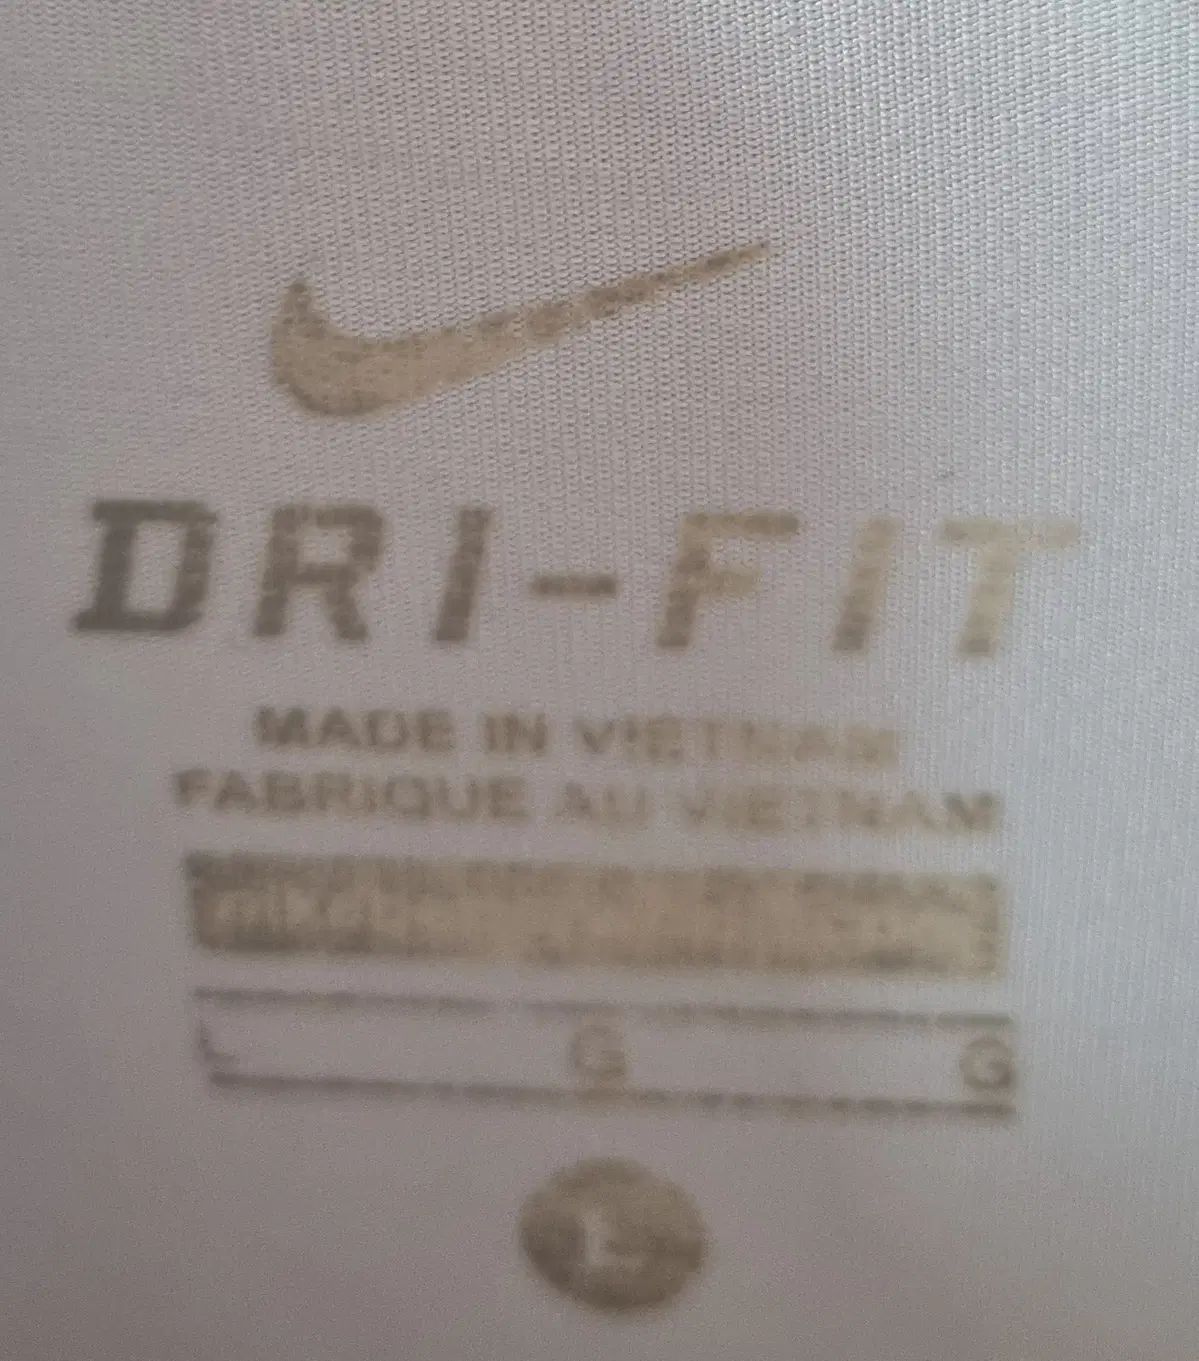 DRI-FIT
MADE IN VIETNAM
FABRIQUE AU VIETNAM
L G G
L